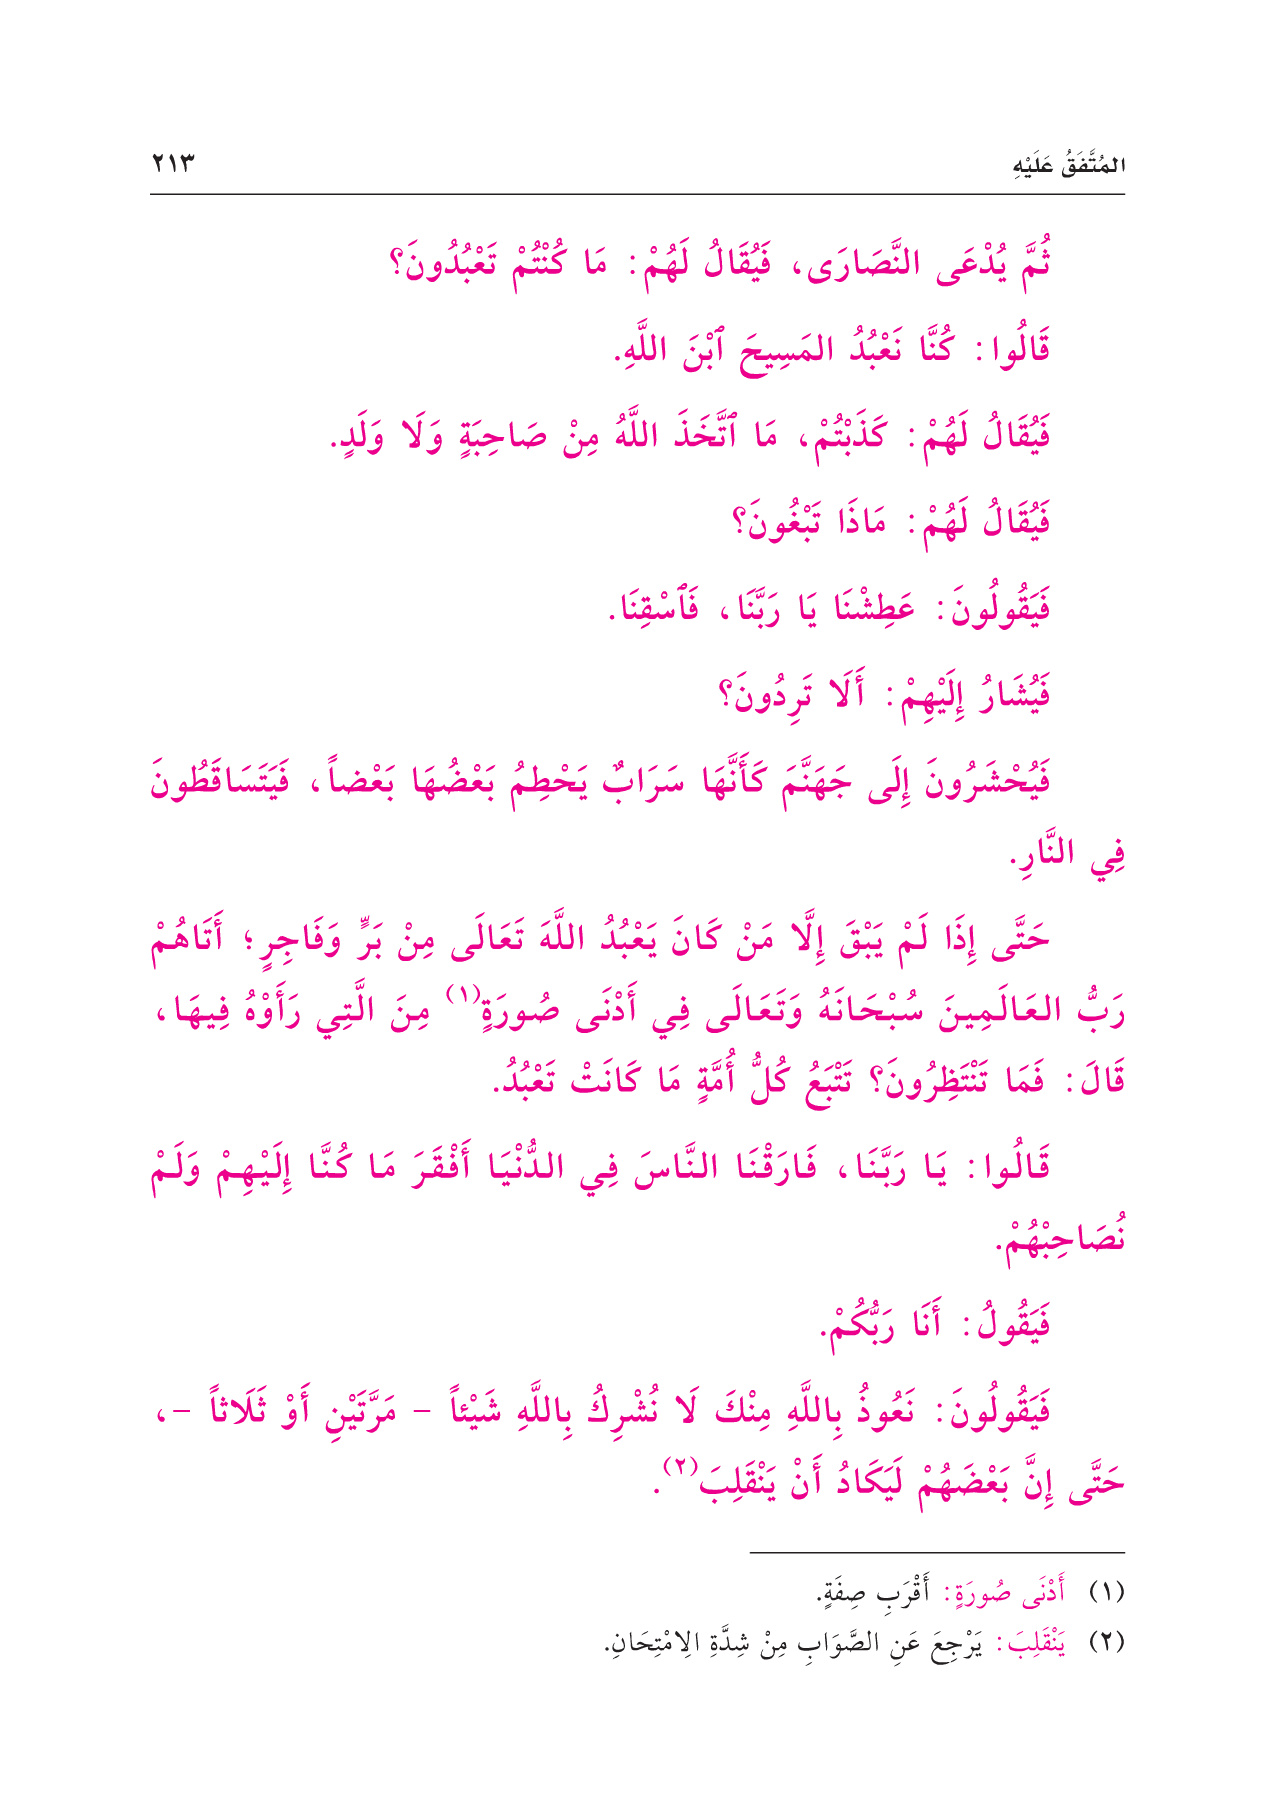 المُتَّفَقُ عَلَيْهِ ٢١٣
ثُمَّ يُدْعَى النَّصَارَى، فَيُقَالُ لَهُمْ: مَا كُنْتُمْ تَعْبُدُونَ؟
قَالُوا: كُنَّا نَعْبُدُ المَسِيحَ ٱبْنَ اللَّهِ.
فَيُقَالُ لَهُمْ: كَذَبْتُمْ، مَا ٱتَّخَذَ اللَّهُ مِنْ صَاحِبَةٍ وَلَا وَلَدٍ.
فَيُقَالُ لَهُمْ: مَاذَا تَبْغُونَ؟
فَيَقُولُونَ: عَطِشْنَا يَا رَبَّنَا، فَٱسْقِنَا.
فَيُشَارُ إِلَيْهِمْ: أَلَا تَرِدُونَ؟
فَيُحْشَرُونَ إِلَى جَهَنَّمَ كَأَنَّهَا سَرَابٌ يَحْطِمُ بَعْضُهَا بَعْضاً، فَيَتَسَاقَطُونَ
فِي النَّارِ.
حَتَّى إِذَا لَمْ يَبْقَ إِلَّا مَنْ كَانَ يَعْبُدُ اللَّهَ تَعَالَى مِنْ بَرٍّ وَفَاجِرٍ؛ أَتَاهُمْ
رَبُّ العَالَمِينَ سُبْحَانَهُ وَتَعَالَى فِي أَدْنَى صُورَةٍ(١) مِنَ الَّتِي رَأَوْهُ فِيهَا،
قَالَ: فَمَا تَنْتَظِرُونَ؟ تَتْبَعُ كُلُّ أُمَّةٍ مَا كَانَتْ تَعْبُدُ.
قَالُوا: يَا رَبَّنَا، فَارَقْنَا النَّاسَ فِي الدُّنْيَا أَفْقَرَ مَا كُنَّا إِلَيْهِمْ وَلَمْ
نُصَاحِبْهُمْ.
فَيَقُولُ: أَنَا رَبُّكُمْ.
فَيَقُولُونَ: نَعُوذُ بِاللَّهِ مِنْكَ لَا نُشْرِكُ بِاللَّهِ شَيْئاً - مَرَّتَيْنِ أَوْ ثَلَاثاً -،
حَتَّى إِنَّ بَعْضَهُمْ لَيَكَادُ أَنْ يَنْقَلِبَ(٢).
(١) أَدْنَى صُورَةٍ: أَقْرَبِ صِفَةٍ.
(٢) يَنْقَلِبَ: يَرْجِعَ عَنِ الصَّوَابِ مِنْ شِدَّةِ الِامْتِحَانِ.